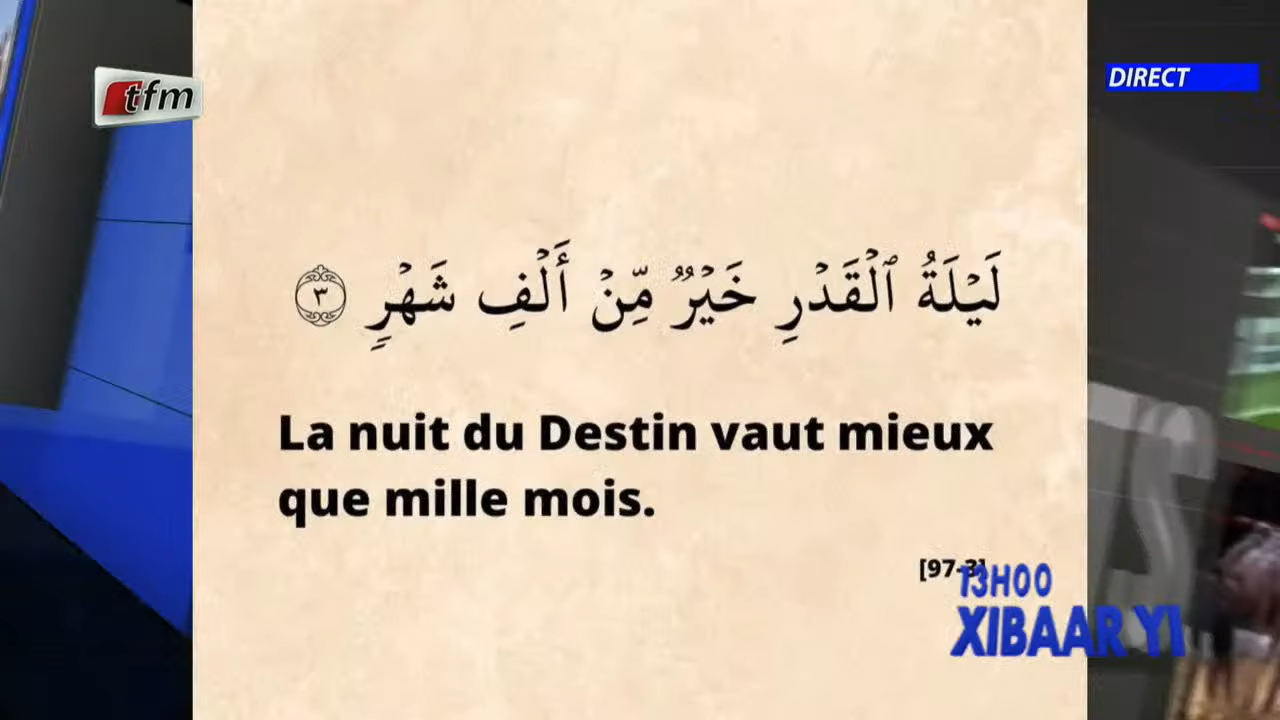 tfm
DIRECT
لَيْلَةُ ٱلْقَدْرِ خَيْرٌ مِّنْ أَلْفِ شَهْرٍ ٣
La nuit du Destin vaut mieux
que mille mois.
[97-3]
13H00
XIBAAR YI